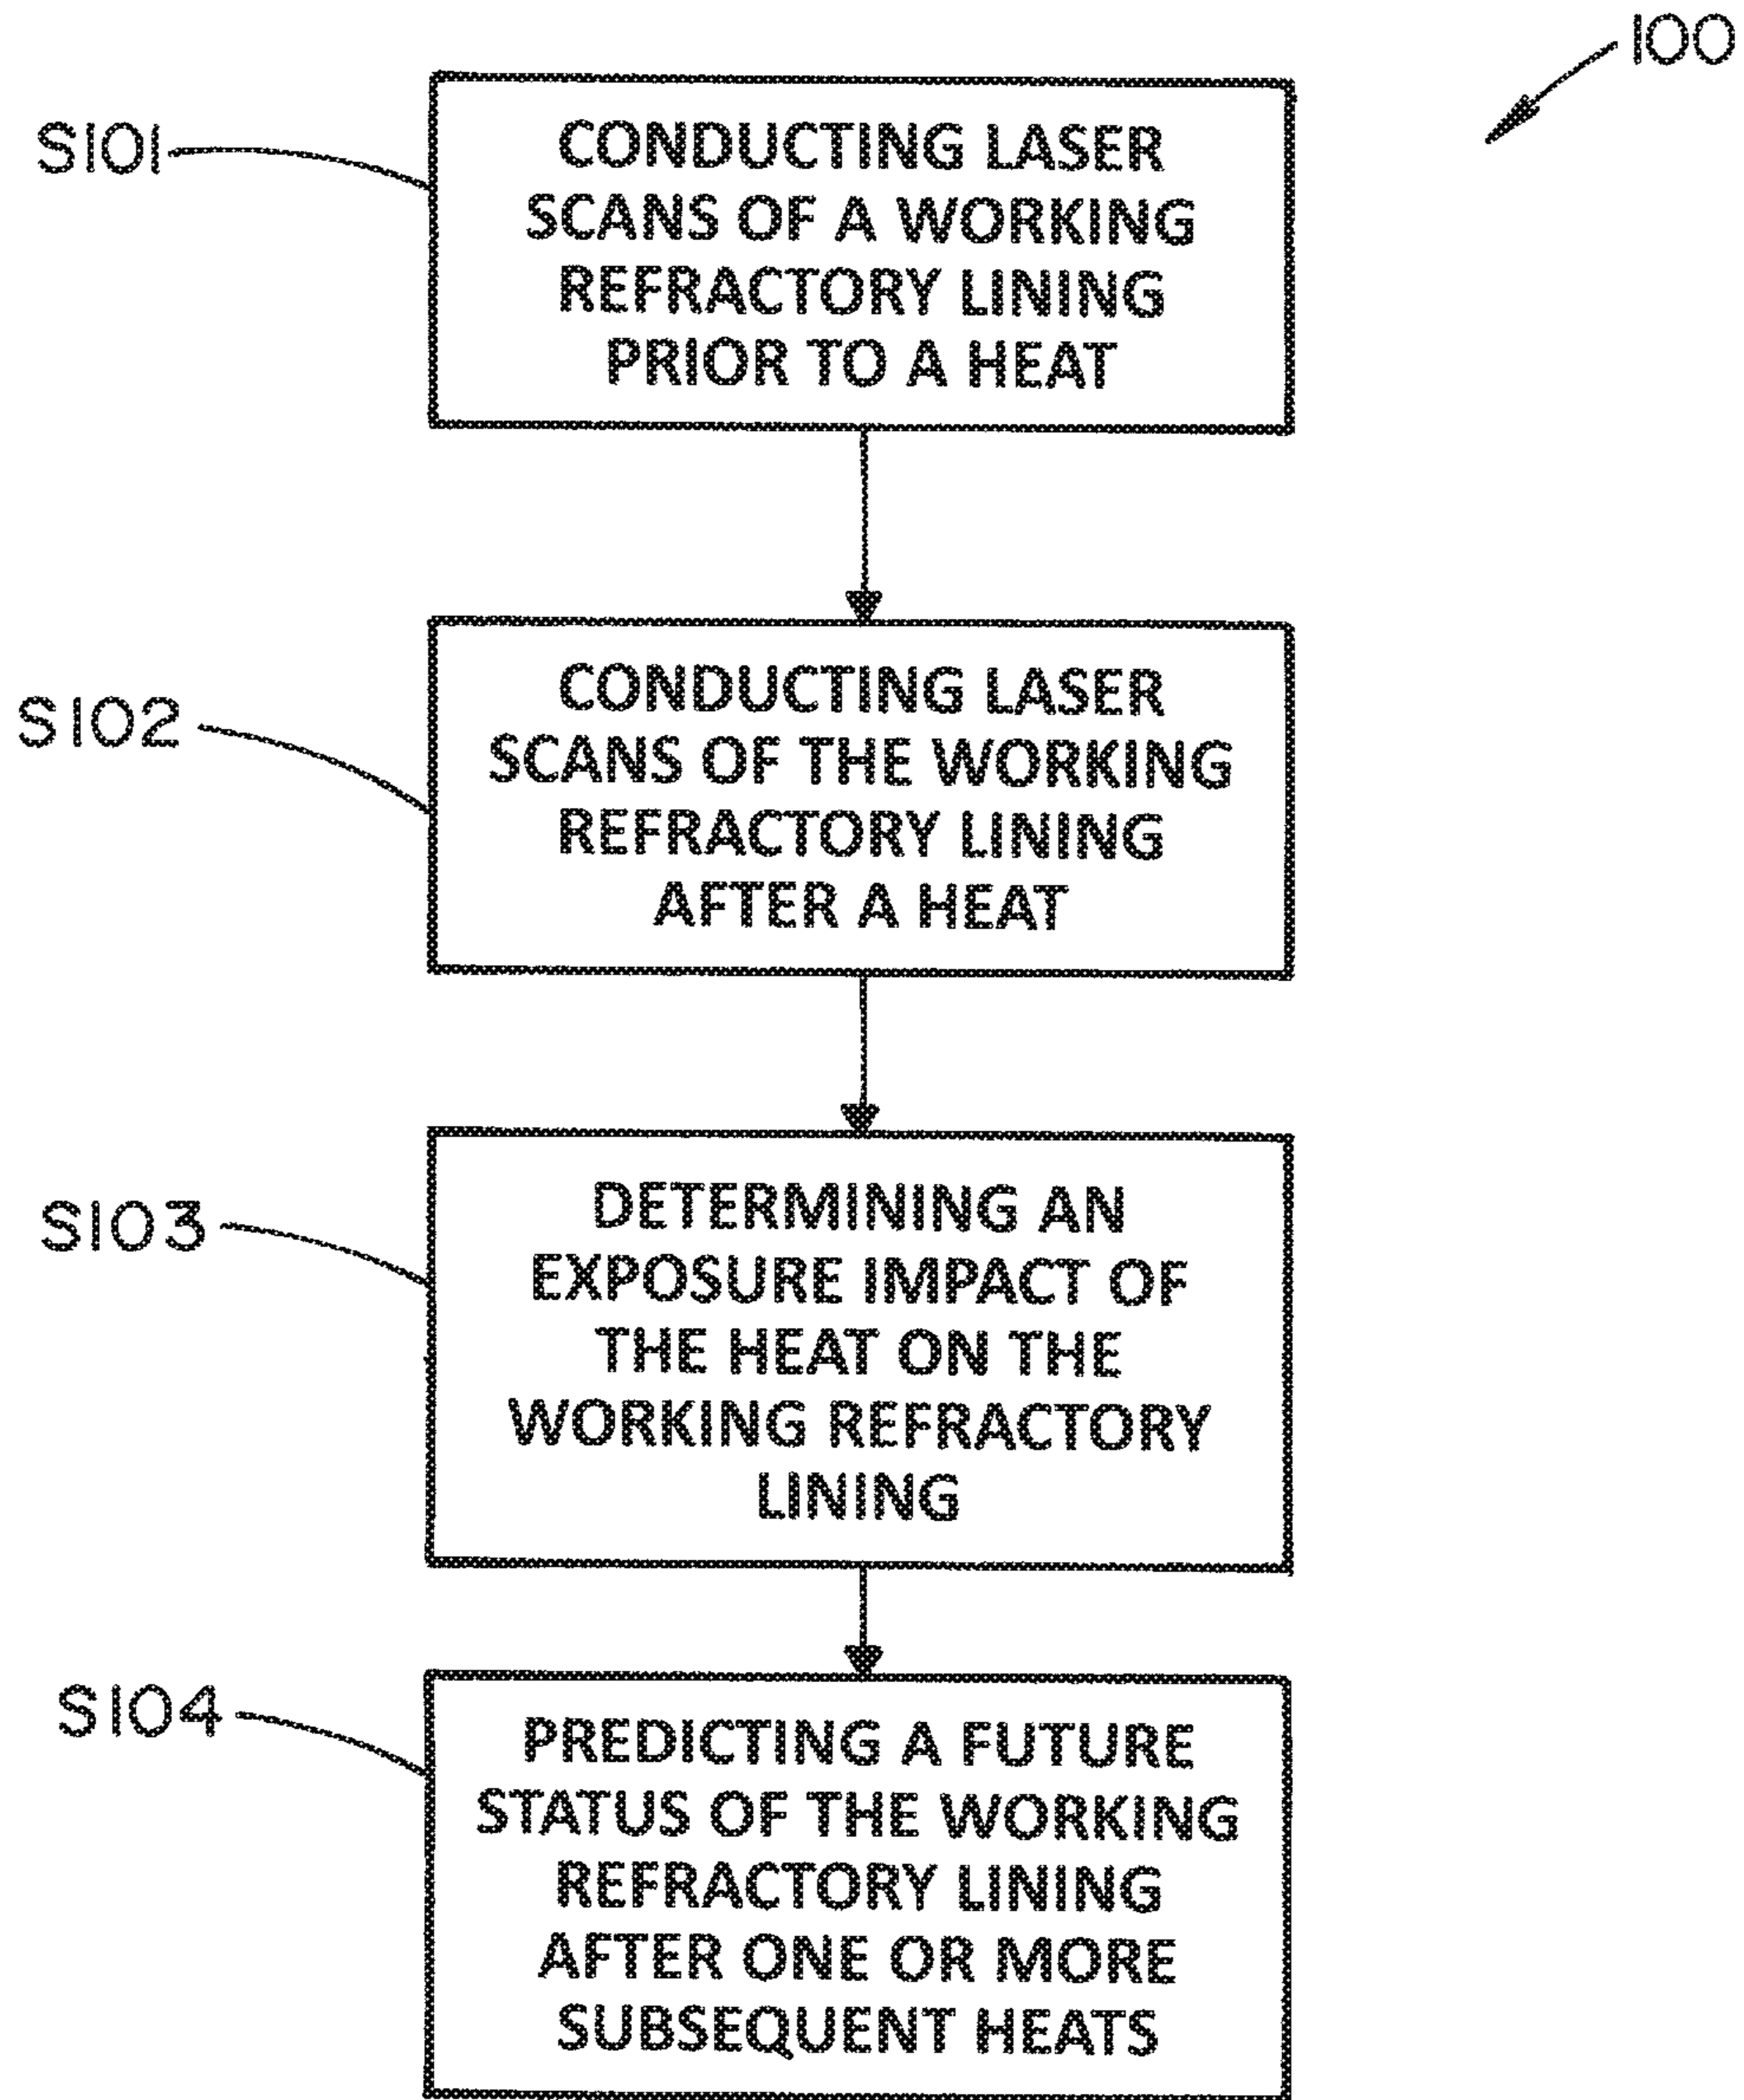 100
S101
CONDUCTING LASER
SCANS OF A WORKING
REFRACTORY LINING
PRIOR TO A HEAT
S102
CONDUCTING LASER
SCANS OF THE WORKING
REFRACTORY LINING
AFTER A HEAT
S103
DETERMINING AN
EXPOSURE IMPACT OF
THE HEAT ON THE
WORKING REFRACTORY
LINING
S104
PREDICTING A FUTURE
STATUS OF THE WORKING
REFRACTORY LINING
AFTER ONE OR MORE
SUBSEQUENT HEATS